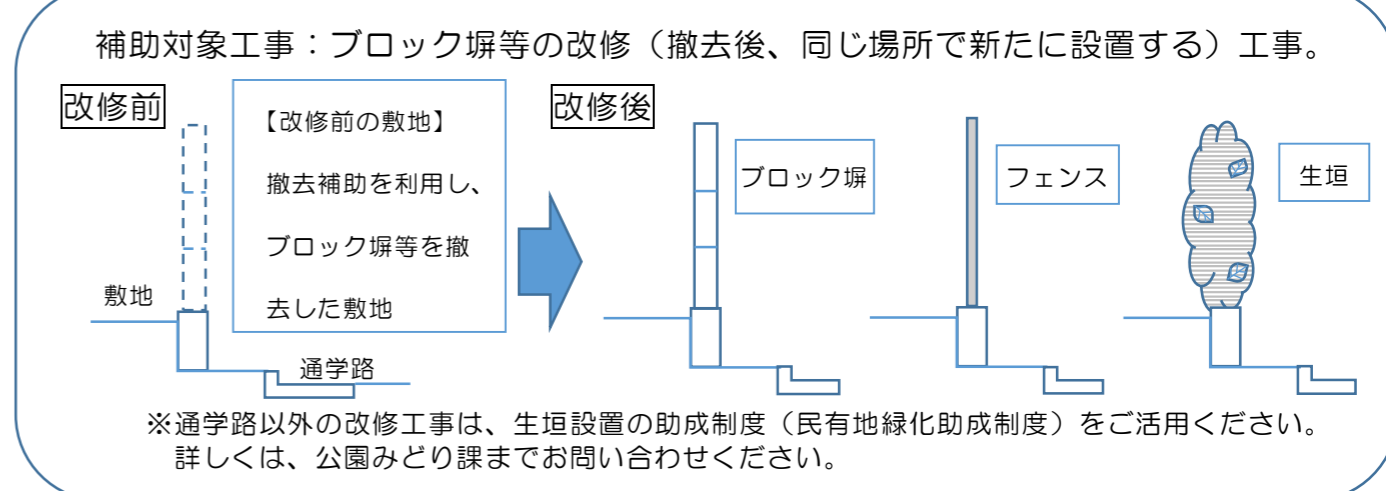 補助対象工事：ブロック塀等の改修（撤去後、同じ場所で新たに設置する）工事。
改修前
【改修前の敷地】
撤去補助を利用し、
ブロック塀等を撤
去した敷地
敷地
通学路
改修後
ブロック塀
フェンス
生垣
※通学路以外の改修工事は、生垣設置の助成制度（民有地緑化助成制度）をご活用ください。
詳しくは、公園みどり課までお問い合わせください。